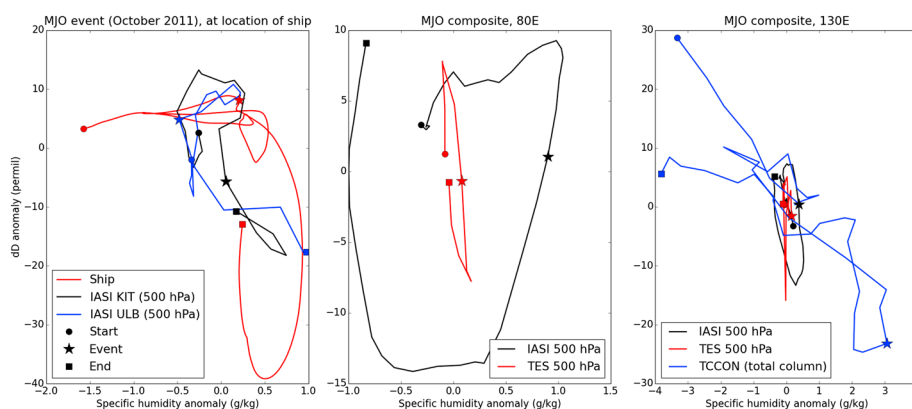 MJO event (October 2011), at location of ship
20
10
0
−10
−20
−30
−40
dD anomaly (permil)
Ship
IASI KIT (500 hPa)
IASI ULB (500 hPa)
Start
Event
End
−2.0 −1.5 −1.0 −0.5 0.0 0.5 1.0
Specific humidity anomaly (g/kg)
MJO composite, 80E
10
5
0
−5
−10
−15
IASI 500 hPa
TES 500 hPa
−1.0 −0.5 0.0 0.5 1.0 1.5
Specific humidity anomaly (g/kg)
MJO composite, 130E
30
20
10
0
−10
−20
−30
IASI 500 hPa
TES 500 hPa
TCCON (total column)
−4 −3 −2 −1 0 1 2 3 4
Specific humidity anomaly (g/kg)